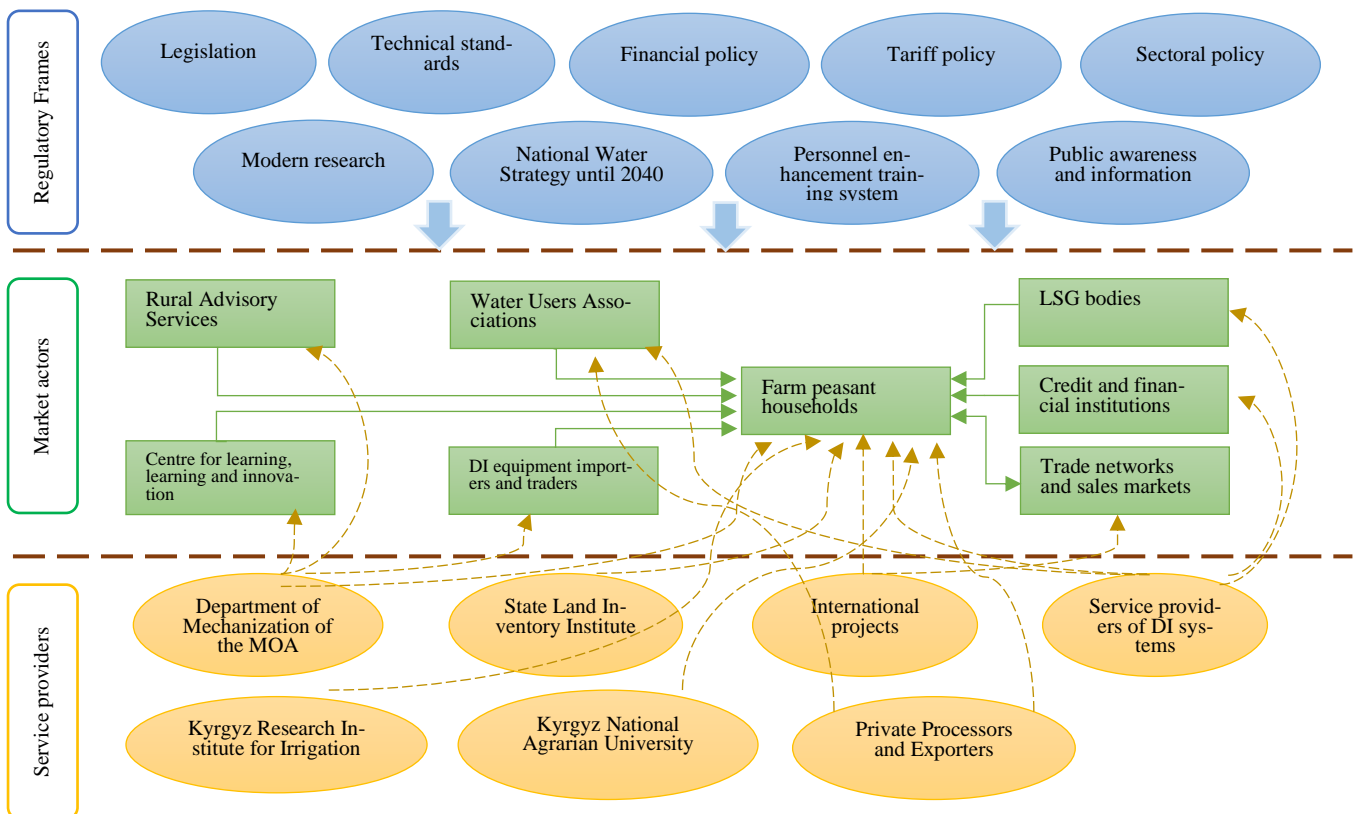 Regulatory Frames
Legislation
Technical stand-
ards
Financial policy
Tariff policy
Sectoral policy
Modern research
National Water
Strategy until 2040
Personnel en-
hancement train-
ing system
Public awareness
and information
Market actors
Rural Advisory
Services
Water Users Asso-
ciations
LSG bodies
Farm peasant
households
Credit and finan-
cial institutions
Centre for learning,
learning and innova-
tion
DI equipment import-
ers and traders
Trade networks
and sales markets
Service providers
Department of
Mechanization of
the MOA
State Land In-
ventory Institute
International
projects
Service provid-
ers of DI sys-
tems
Kyrgyz Research In-
stitute for Irrigation
Kyrgyz National
Agrarian University
Private Processors
and Exporters